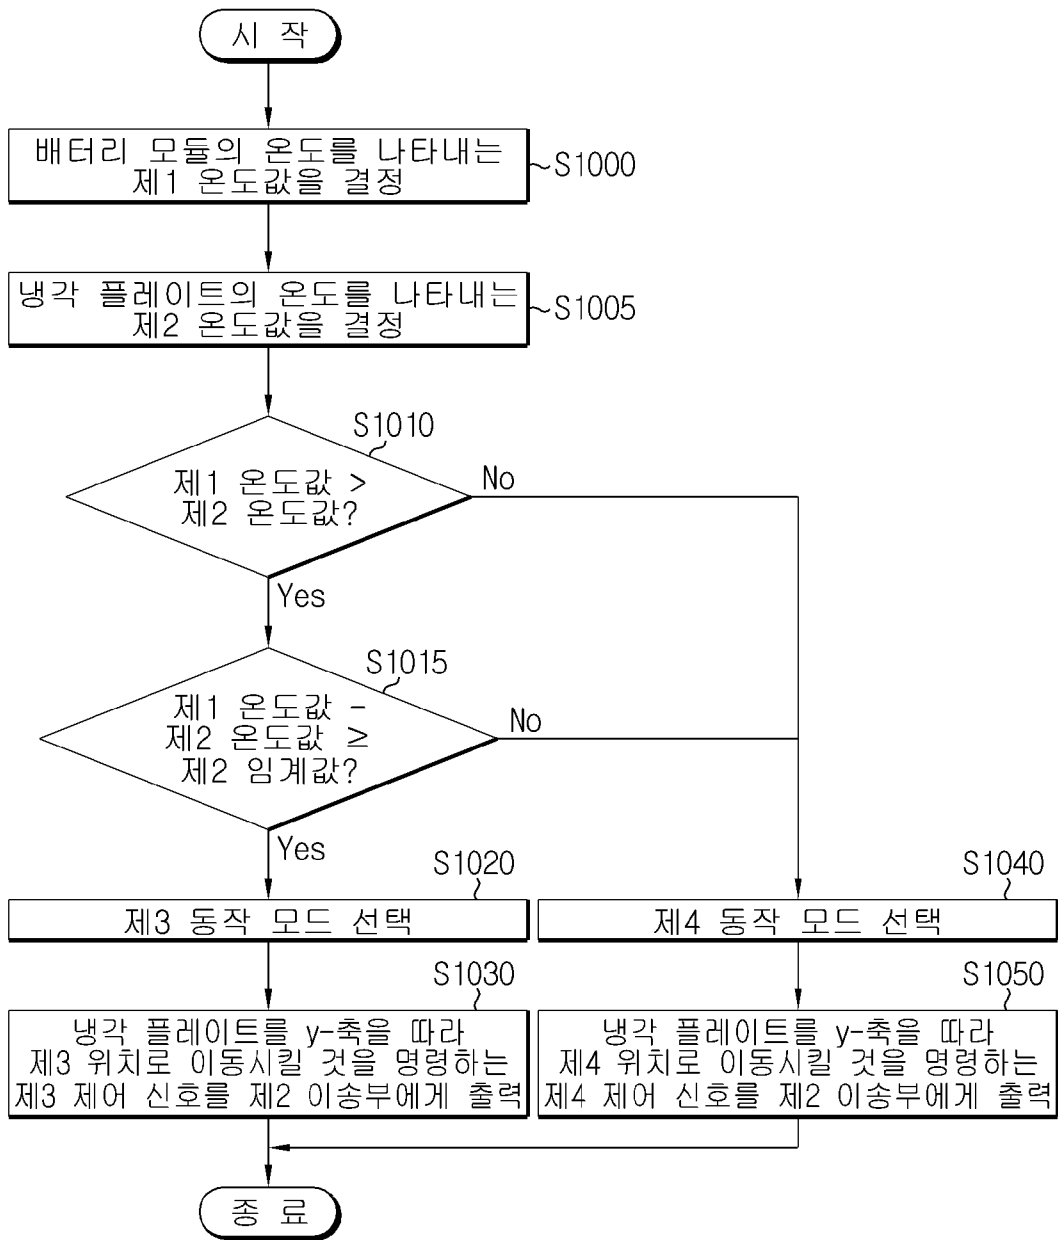 시 작
배터리 모듈의 온도를 나타내는
제1 온도값을 결정
S1000
냉각 플레이트의 온도를 나타내는
제2 온도값을 결정
S1005
S1010
제1 온도값 >
제2 온도값?
No
Yes
S1015
제1 온도값 -
제2 온도값 ≥
제2 임계값?
No
Yes
S1020
제3 동작 모드 선택
S1040
제4 동작 모드 선택
S1030
냉각 플레이트를 y-축을 따라
제3 위치로 이동시킬 것을 명령하는
제3 제어 신호를 제2 이송부에게 출력
S1050
냉각 플레이트를 y-축을 따라
제4 위치로 이동시킬 것을 명령하는
제4 제어 신호를 제2 이송부에게 출력
종 료